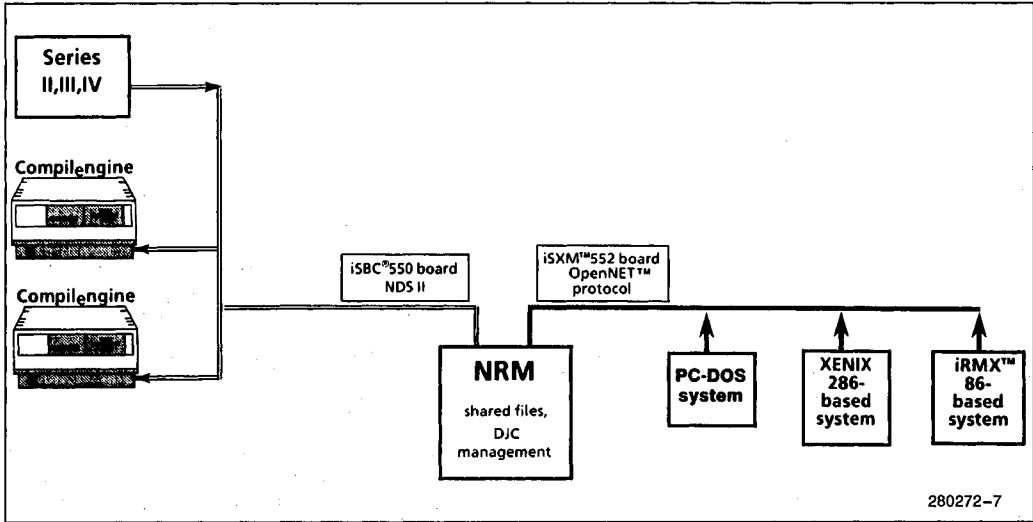 Series
II,III,IV
Compilengine
Compilengine
iSBC®550 board
NDS II
iSXM™552 board
OpenNET™
protocol
NRM
shared files,
DJC
management
PC-DOS
system
XENIX
286-
based
system
iRMX™
86-
based
system
280272-7